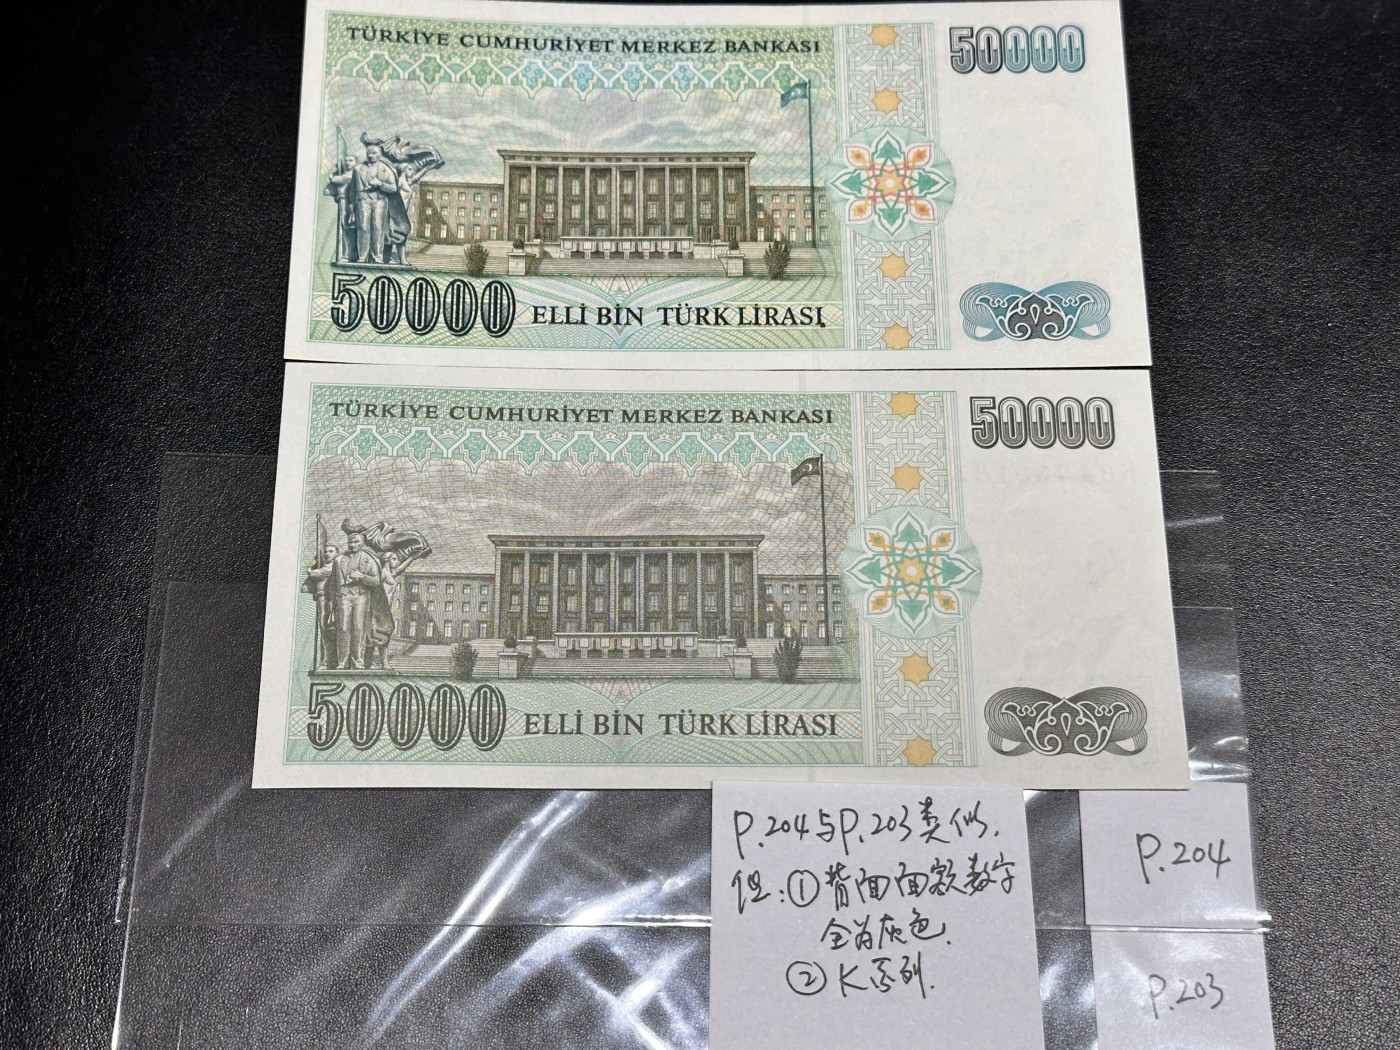 TÜRKİYE CUMHURİYET MERKEZ BANKASI
50000
50000
ELLİ BİN TÜRK LİRASI
TÜRKİYE CUMHURİYET MERKEZ BANKASI
50000
50000
ELLİ BİN TÜRK LİRASI
P.204与P.203类似.
但:①背面面额数字
全为灰色.
②K系列.
P.204
P.203